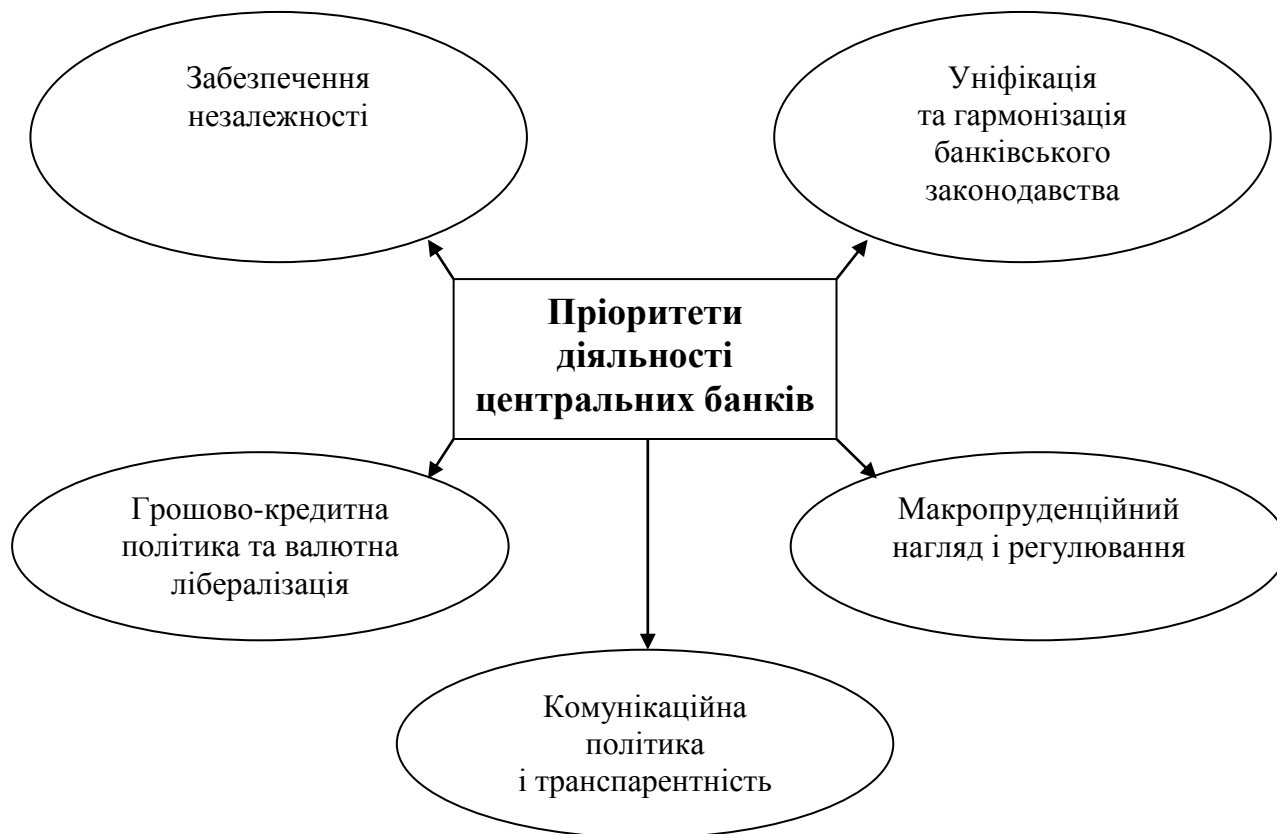 Забезпечення
незалежності
Уніфікація
та гармонізація
банківського
законодавства
Пріоритети
діяльності
центральних банків
Грошово-кредитна
політика та валютна
лібералізація
Макропруденційний
нагляд і регулювання
Комунікаційна
політика
і транспарентність